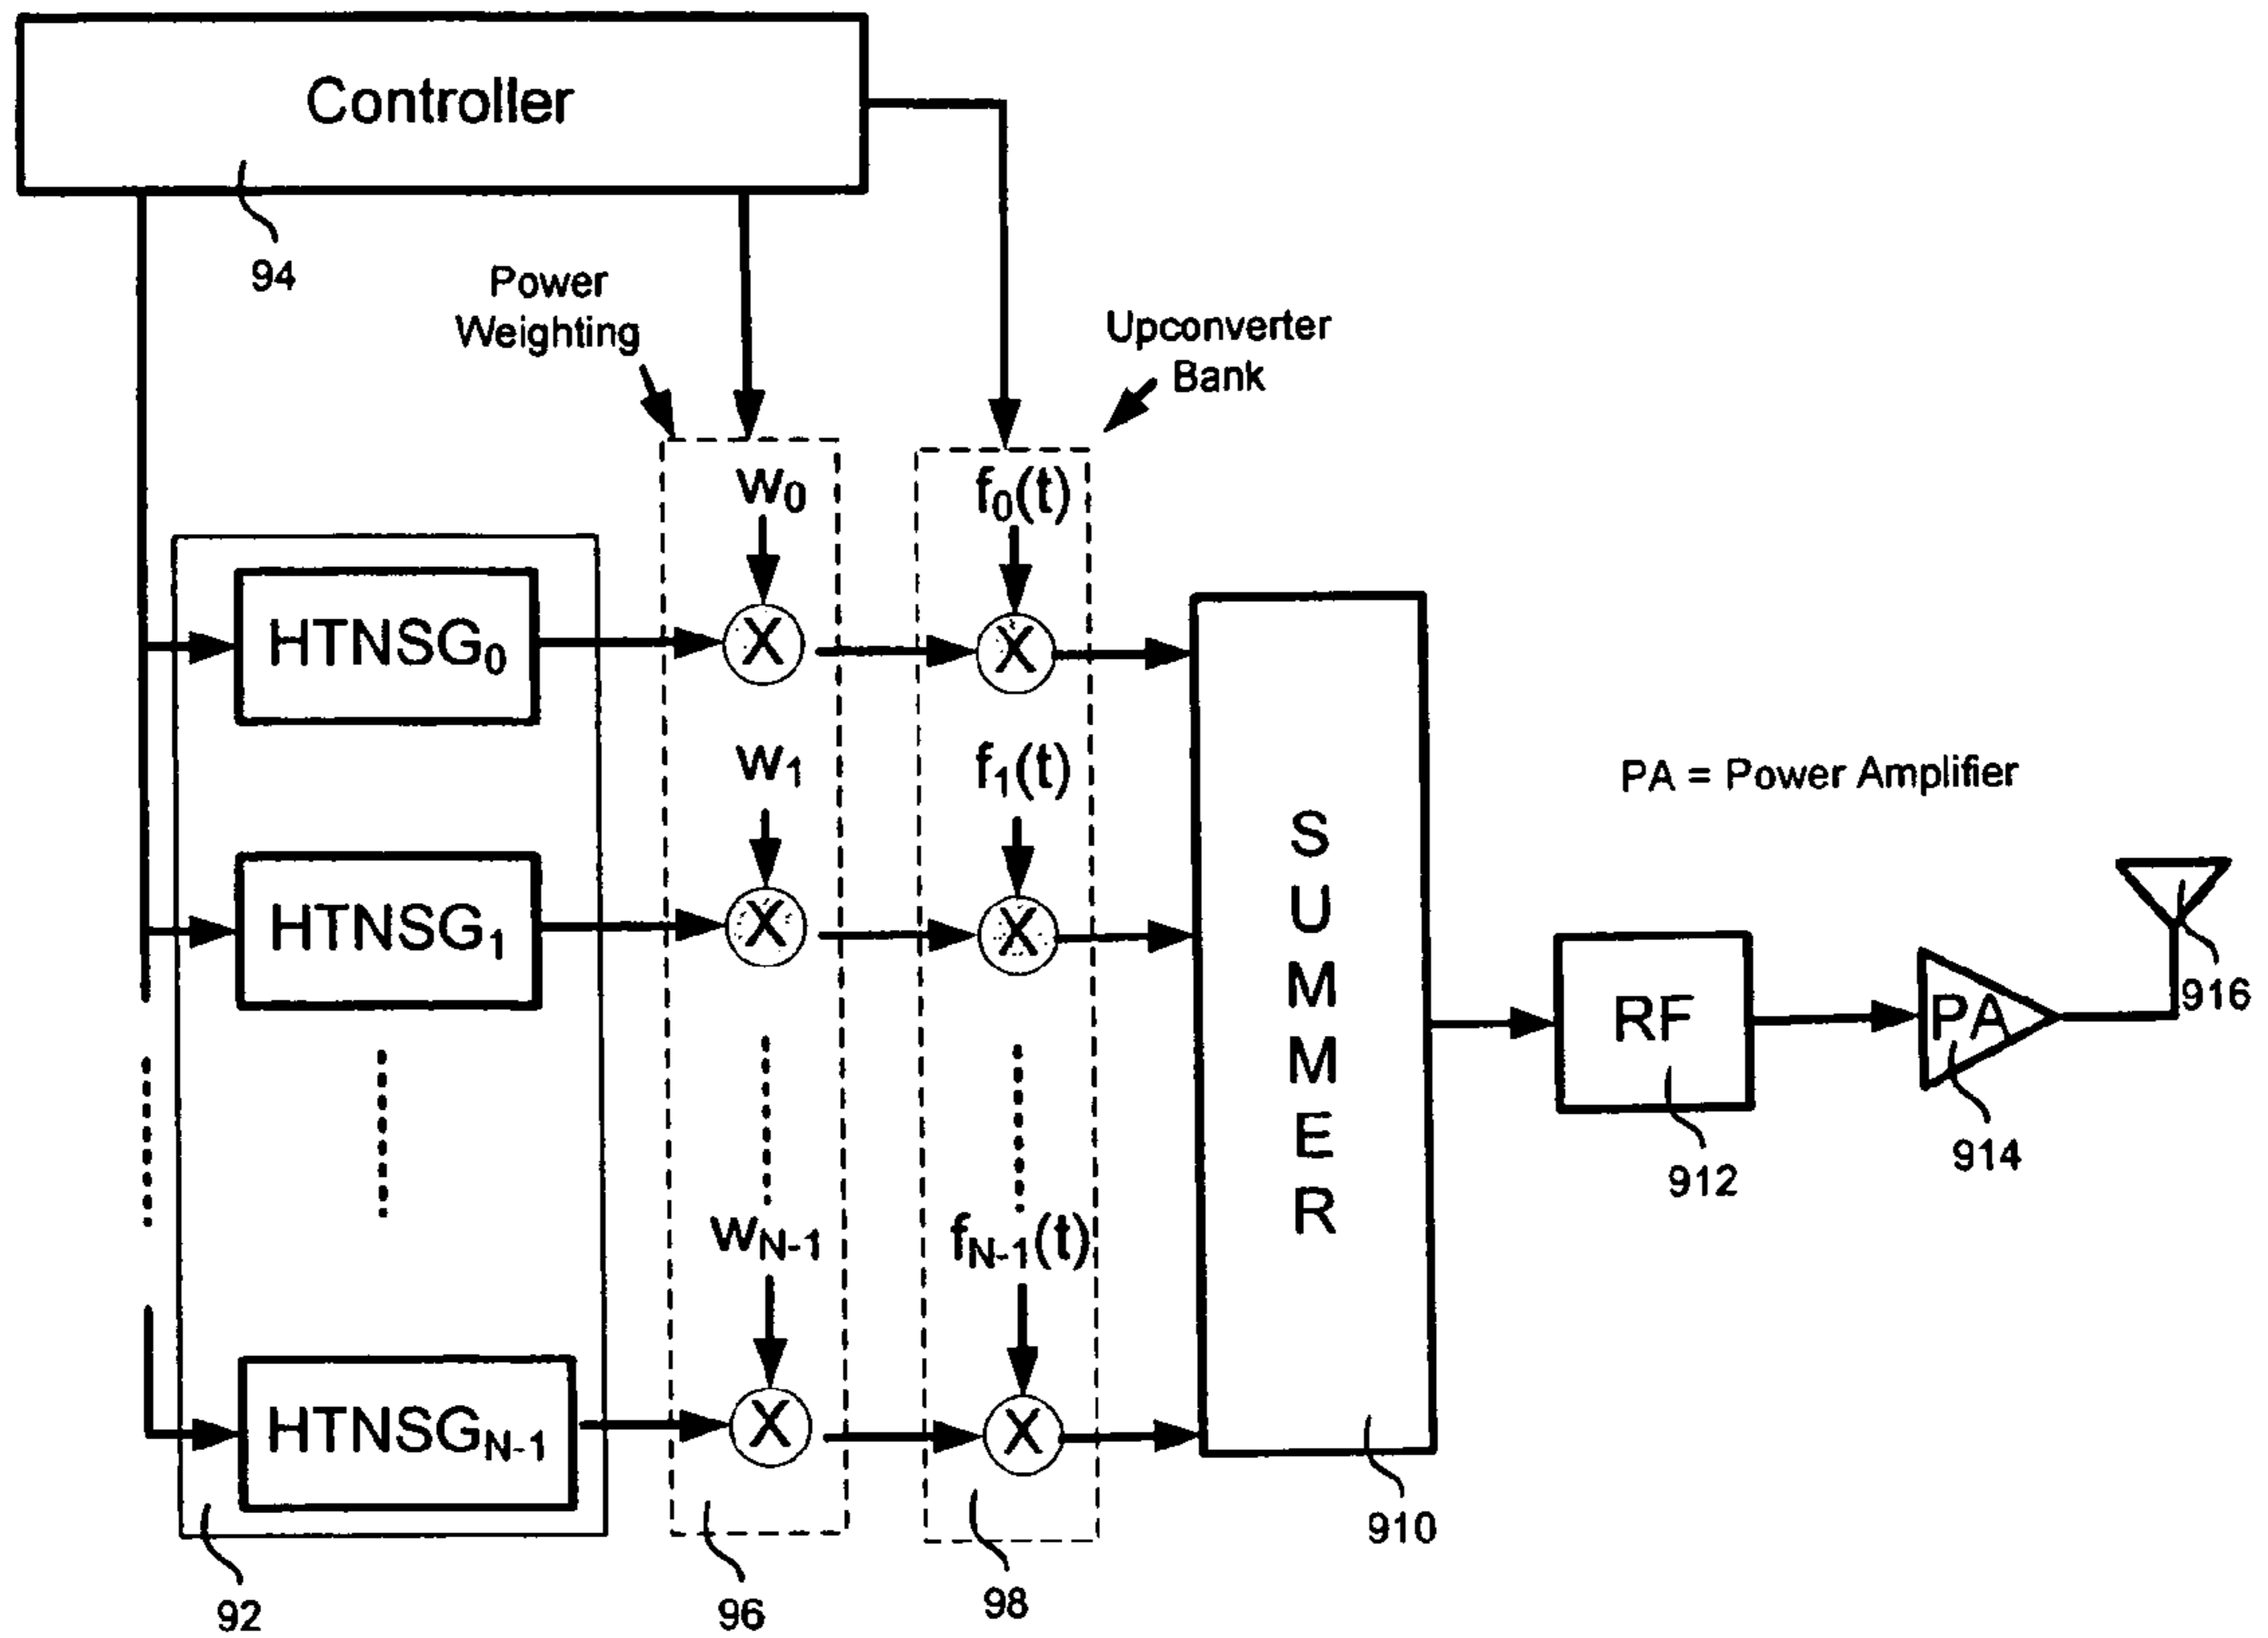 Controller
94
Power
Weighting
Upconverter
Bank
w0
f0(t)
HTNSG0
X
X
w1
f1(t)
PA = Power Amplifier
HTNSG1
X
X
SUMMER
RF
PA
916
912
914
wN-1
fN-1(t)
HTNSGN-1
X
X
910
92
96
98